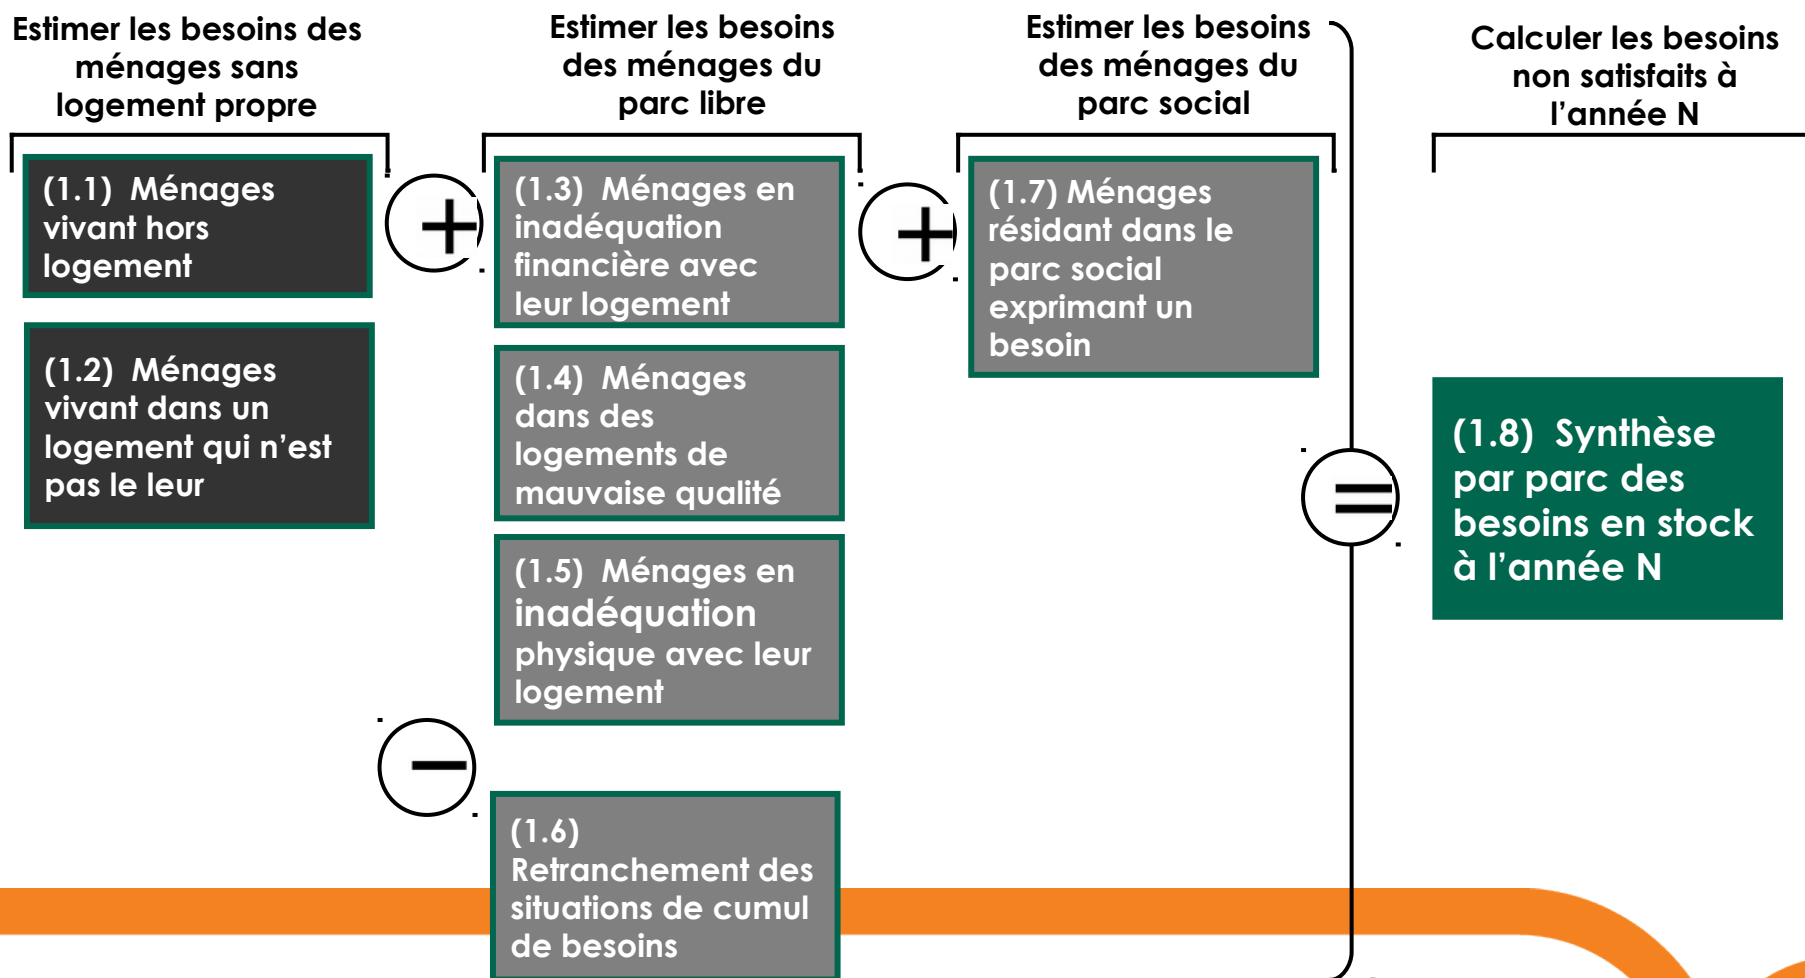 Estimer les besoins des
ménages sans
logement propre
(1.1) Ménages
vivant hors
logement
(1.2) Ménages
vivant dans un
logement qui n'est
pas le leur
+
Estimer les besoins
des ménages du
parc libre
(1.3) Ménages en
inadéquation
financière avec
leur logement
(1.4) Ménages
dans des
logements de
mauvaise qualité
(1.5) Ménages en
inadéquation
physique avec leur
logement
−
(1.6)
Retranchement des
situations de cumul
de besoins
+
Estimer les besoins
des ménages du
parc social
(1.7) Ménages
résidant dans le
parc social
exprimant un
besoin
=
Calculer les besoins
non satisfaits à
l'année N
(1.8) Synthèse
par parc des
besoins en stock
à l'année N